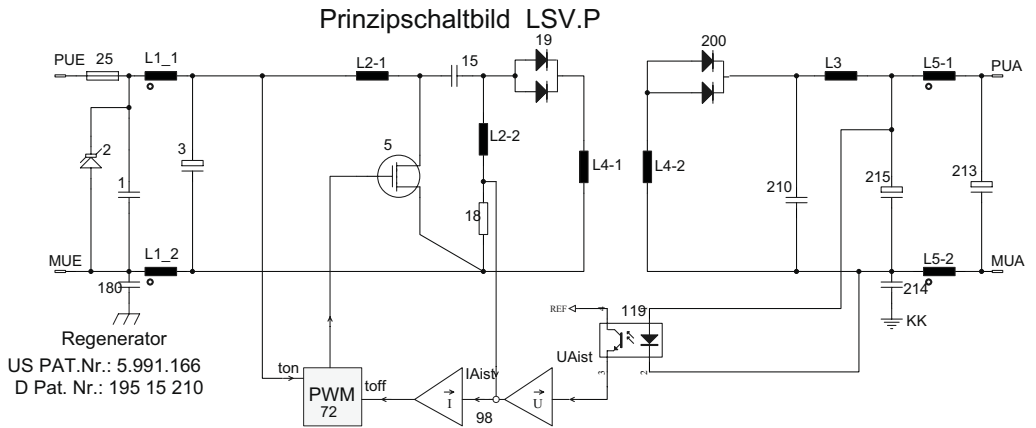 Prinzipschaltbild LSV.P
PUE
25
L1_1
L2-1
15
19
200
L3
L5-1
PUA
2
3
1
5
L2-2
L4-1
L4-2
210
215
213
18
MUE
L1_2
L5-2
MUA
180
214
KK
REF
119
4
1
UAist
3
2
Regenerator
US PAT.Nr.: 5.991.166
D Pat. Nr.: 195 15 210
ton
PWM
72
toff
IAist
I
98
U